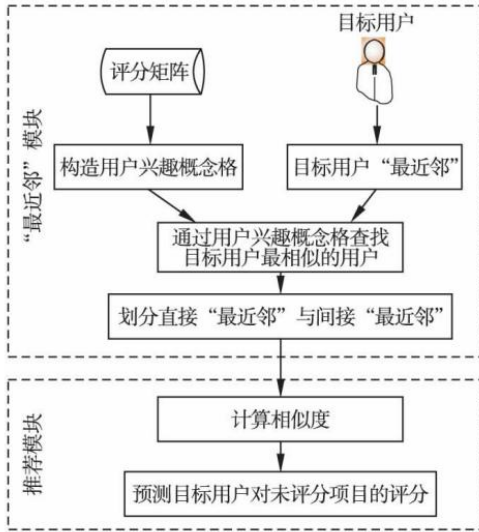 目标用户
评分矩阵
构造用户兴趣概念格
目标用户“最近邻”
通过用户兴趣概念格查找
目标用户最相似的用户
划分直接“最近邻”与间接“最近邻”
“最近邻”模块
计算相似度
预测目标用户对未评分项目的评分
推荐模块